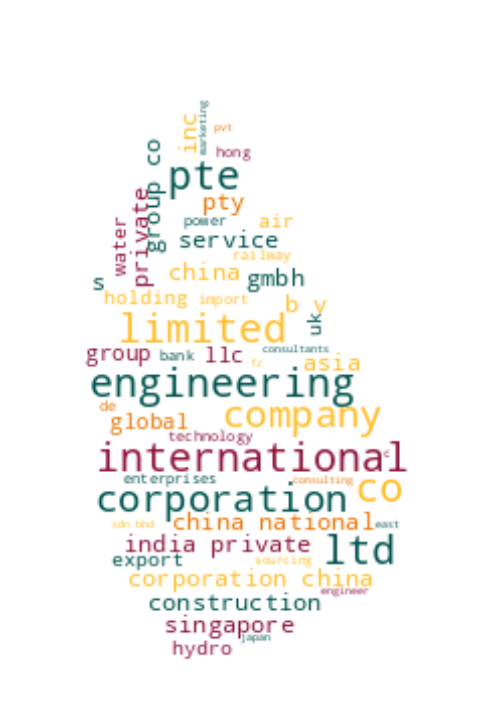 marketing
inc
pvt
hong
group co
pte
private
pty
power
air
water
service
railway
china
gmbh
s
holding
import
b v
limited
uk
group
bank
llc
consultants
fz
asia
engineering
de
global
company
technology
international
c
enterprises
consulting
corporation
co
sdn bhd
china national
east
india private
ltd
export
sourcing
corporation china
engineer
construction
singapore
japan
hydro